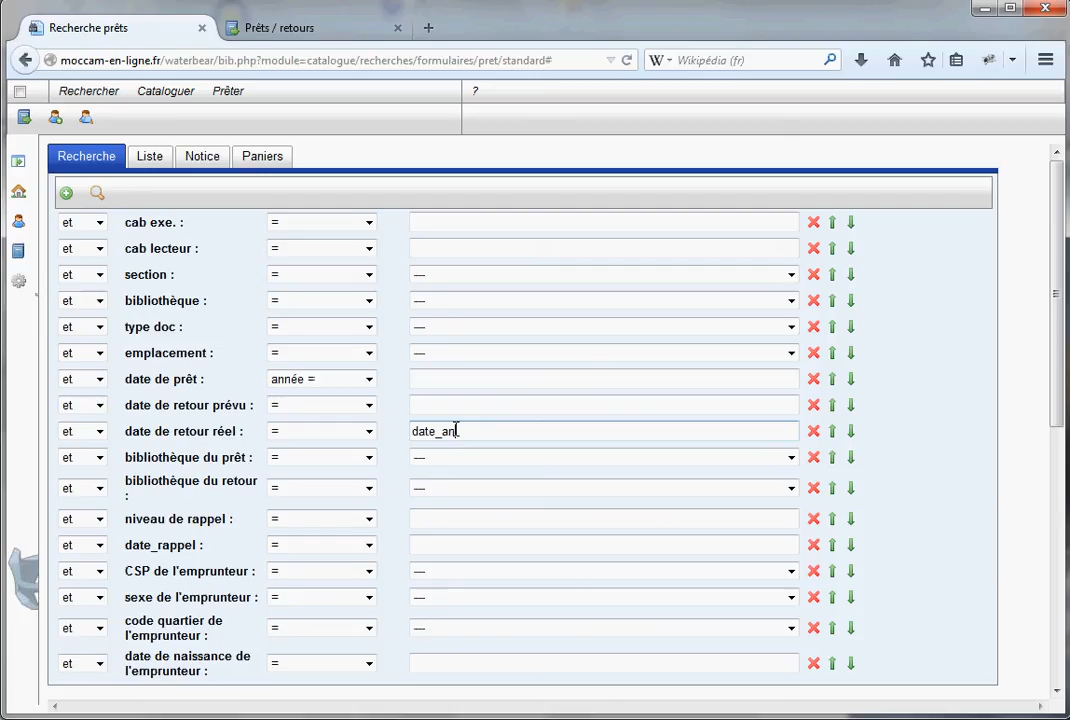 Recherche prêts
Prêts / retours
moccam-en-ligne.fr/waterbear/bib.php?module=catalogue/recherches/formulaires/pret/standard#
W
Wikipédia (fr)
Rechercher Cataloguer Prêter ?
Recherche Liste Notice Paniers
et cab exe. : =
et cab lecteur : =
et section : = ---
et bibliothèque : = ---
et type doc : = ---
et emplacement : = ---
et date de prêt : année =
et date de retour prévu : =
et date de retour réel : = date_an
et bibliothèque du prêt : = ---
et bibliothèque du retour : = ---
et niveau de rappel : =
et date_rappel : =
et CSP de l'emprunteur : = ---
et sexe de l'emprunteur : = ---
et code quartier de l'emprunteur : = ---
et date de naissance de l'emprunteur : =